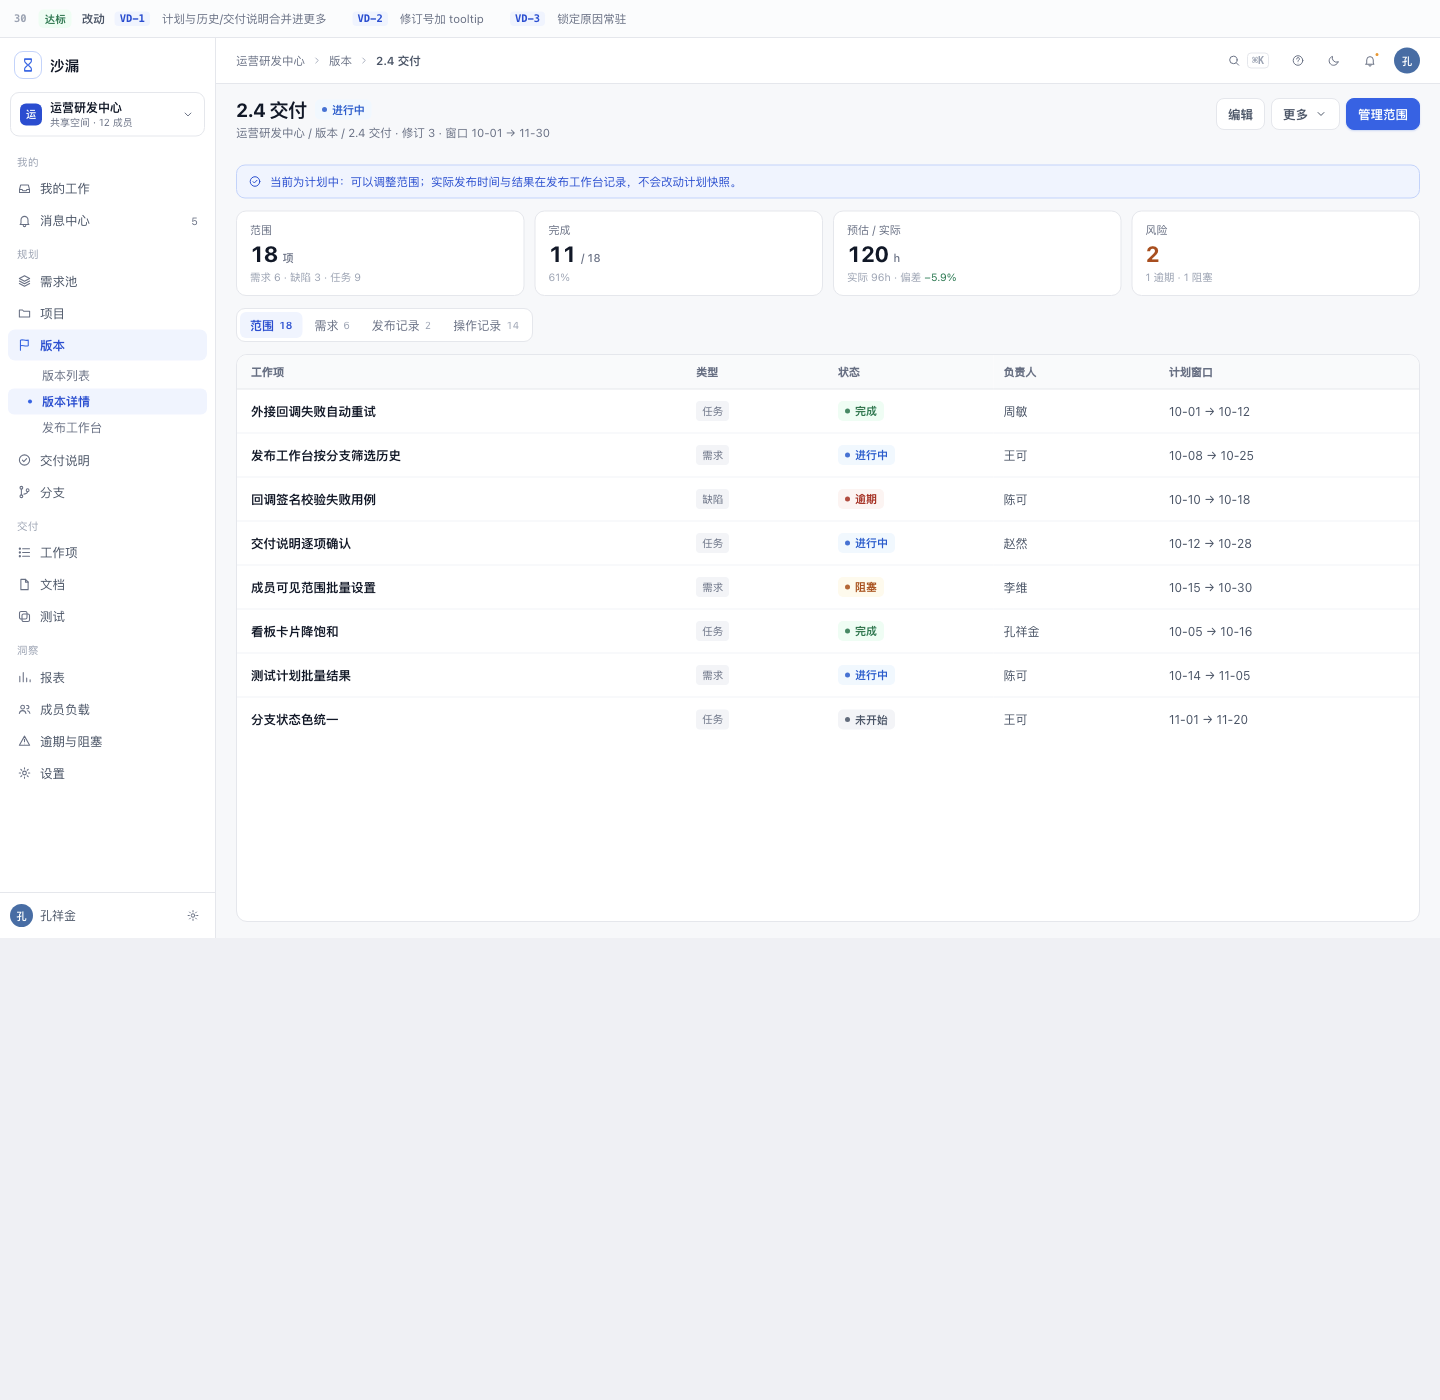 30 达标 改动 VD-1 计划与历史/交付说明合并进更多 VD-2 修订号加 tooltip VD-3 锁定原因常驻
沙漏
运 运营研发中心
共享空间 · 12 成员
我的
我的工作
消息中心 5
规划
需求池
项目
版本
版本列表
版本详情
发布工作台
交付说明
分支
交付
工作项
文档
测试
洞察
报表
成员负载
逾期与阻塞
设置
孔 孔祥金
运营研发中心 > 版本 > 2.4 交付
⌘K 孔
2.4 交付 进行中
运营研发中心 / 版本 / 2.4 交付 · 修订 3 · 窗口 10-01 → 11-30
编辑 更多 管理范围
当前为计划中：可以调整范围；实际发布时间与结果在发布工作台记录，不会改动计划快照。
范围
18 项
需求 6 · 缺陷 3 · 任务 9
完成
11 / 18
61%
预估 / 实际
120 h
实际 96h · 偏差 −5.9%
风险
2
1 逾期 · 1 阻塞
范围 18 需求 6 发布记录 2 操作记录 14
工作项 类型 状态 负责人 计划窗口
外接回调失败自动重试 任务 完成 周敏 10-01 → 10-12
发布工作台按分支筛选历史 需求 进行中 王可 10-08 → 10-25
回调签名校验失败用例 缺陷 逾期 陈可 10-10 → 10-18
交付说明逐项确认 任务 进行中 赵然 10-12 → 10-28
成员可见范围批量设置 需求 阻塞 李维 10-15 → 10-30
看板卡片降饱和 任务 完成 孔祥金 10-05 → 10-16
测试计划批量结果 需求 进行中 陈可 10-14 → 11-05
分支状态色统一 任务 未开始 王可 11-01 → 11-20